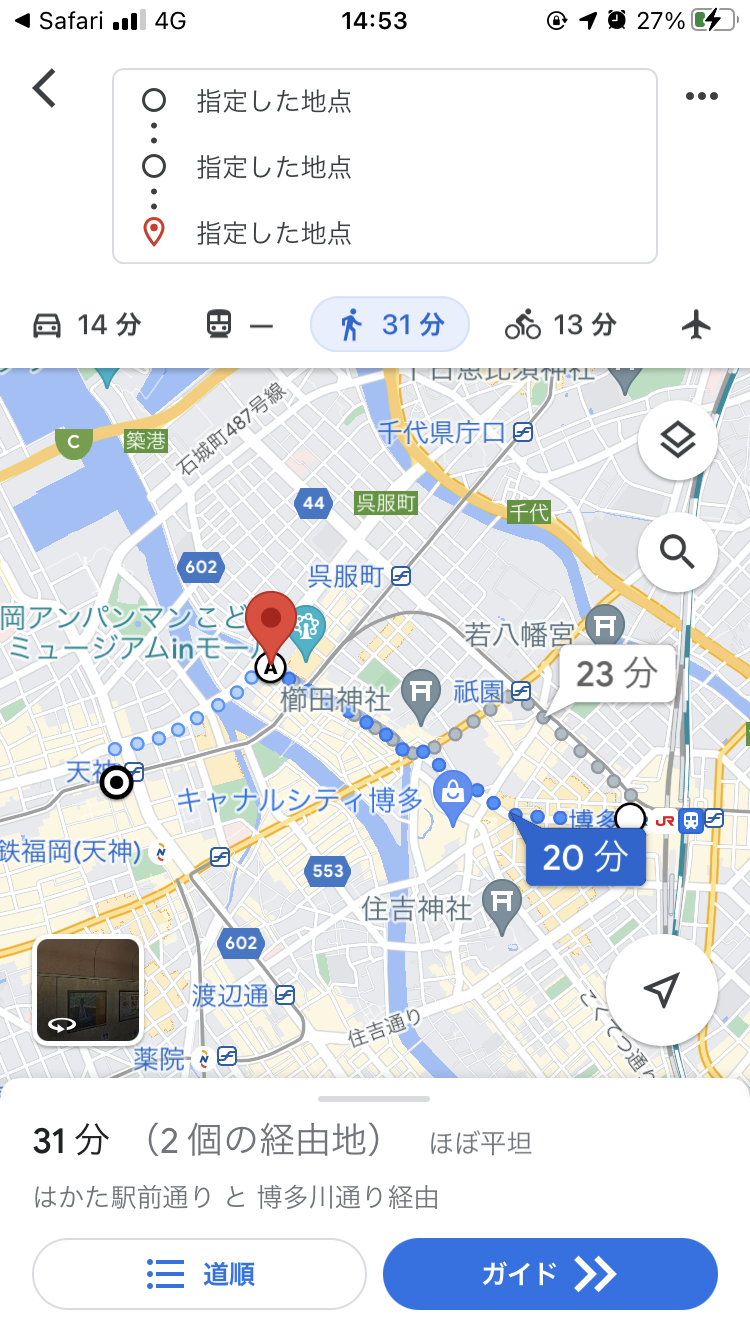 Safari 4G 14:53 27%
指定した地点
指定した地点
指定した地点
14 分 — 31 分 13 分
石城町487号線
千代県庁口
C 築港
44 呉服町
千代
602
呉服町
岡アンパンマンこど
ミュージアムinモー
若八幡宮
A
櫛田神社
祇園
23 分
天神
キャナルシティ博多
博多
JR
鉄福岡(天神)
20 分
553
住吉神社
602
渡辺通
住吉通り
こくてつ通り
薬院
31 分 (2 個の経由地) ほぼ平坦
はかた駅前通り と 博多川通り経由
道順 ガイド